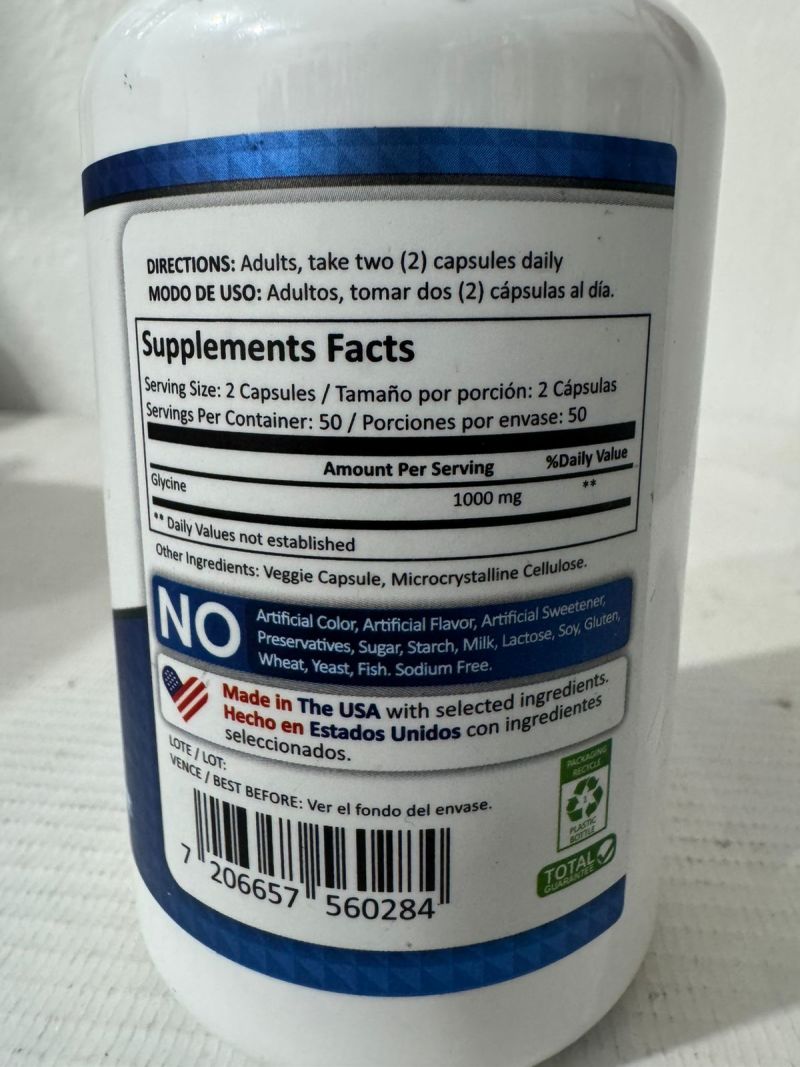 DIRECTIONS: Adults, take two (2) capsules daily
MODO DE USO: Adultos, tomar dos (2) cápsulas al día.
Supplements Facts
Serving Size: 2 Capsules / Tamaño por porción: 2 Cápsulas
Servings Per Container: 50 / Porciones por envase: 50
Amount Per Serving %Daily Value
Glycine 1000 mg **
** Daily Values not established
Other Ingredients: Veggie Capsule, Microcrystalline Cellulose.
NO
Artificial Color, Artificial Flavor, Artificial Sweetener,
Preservatives, Sugar, Starch, Milk, Lactose, Soy, Gluten,
Wheat, Yeast, Fish. Sodium Free.
Made in The USA with selected ingredients.
Hecho en Estados Unidos con ingredientes
seleccionados.
LOTE / LOT:
VENCE / BEST BEFORE: Ver el fondo del envase.
7 206657 560284
PACKAGING
RECYCLE
1
PLASTIC
BOTTLE
TOTAL
GUARANTEE